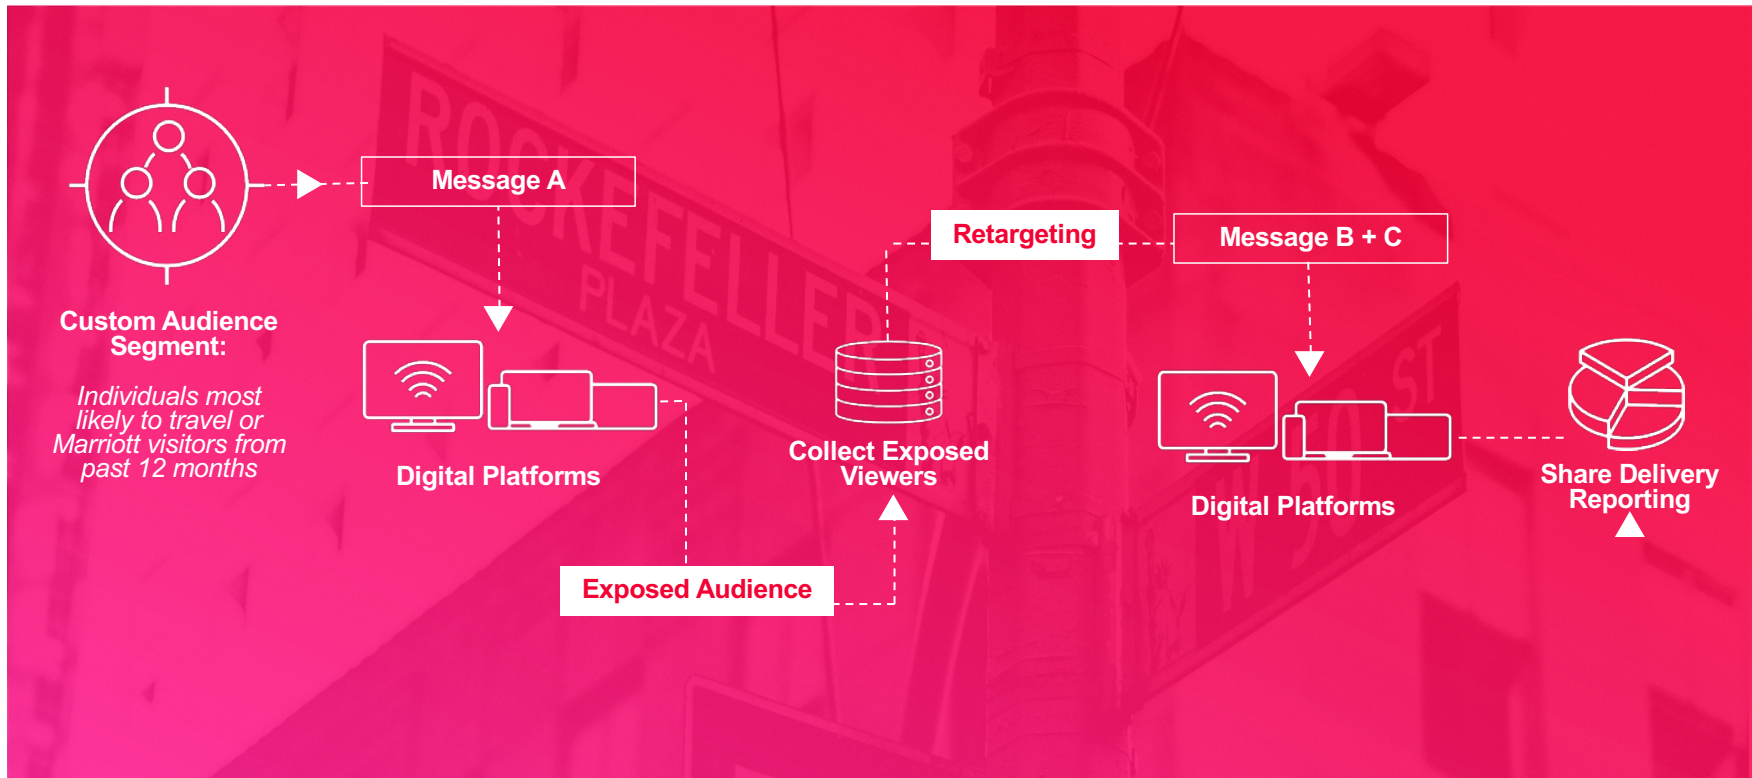 Custom Audience
Segment:
Individuals most
likely to travel or
Marriott visitors from
past 12 months
Message A
Digital Platforms
Exposed Audience
Collect Exposed
Viewers
Retargeting
Message B + C
Digital Platforms
Share Delivery
Reporting
ROCKEFELLER
PLAZA
W 50 ST